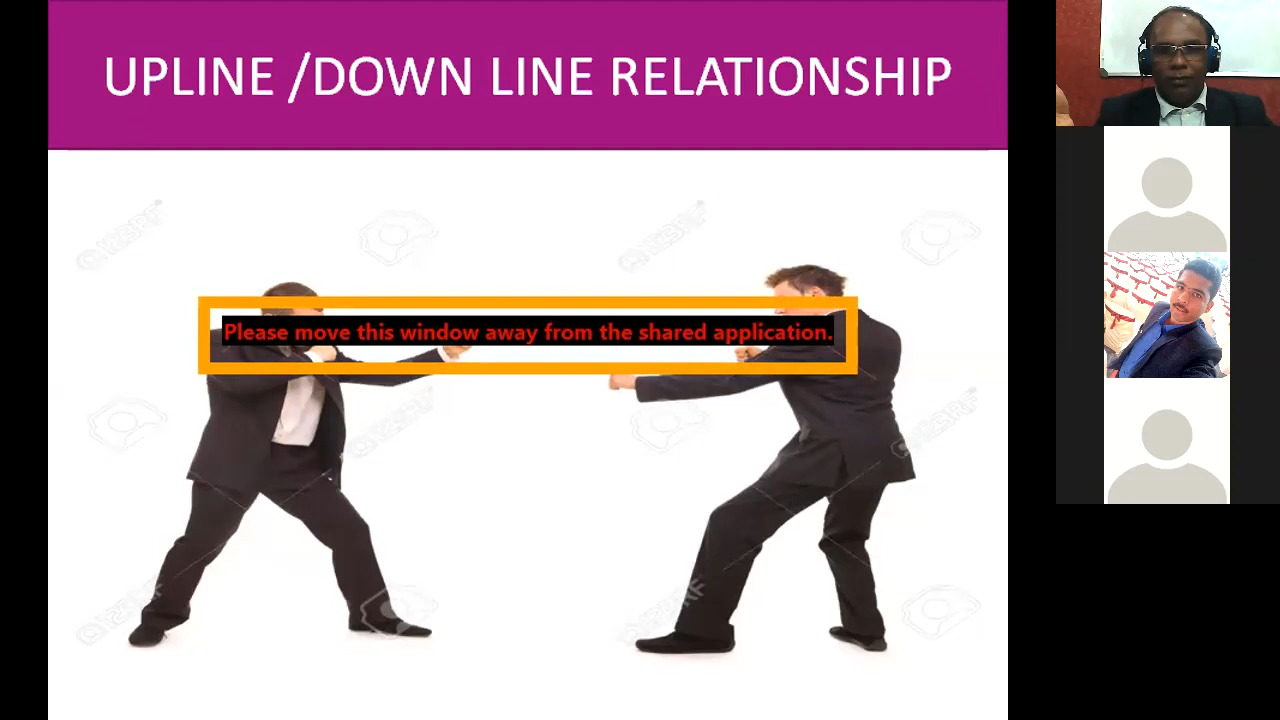 UPLINE /DOWN LINE RELATIONSHIP
Please move this window away from the shared application.